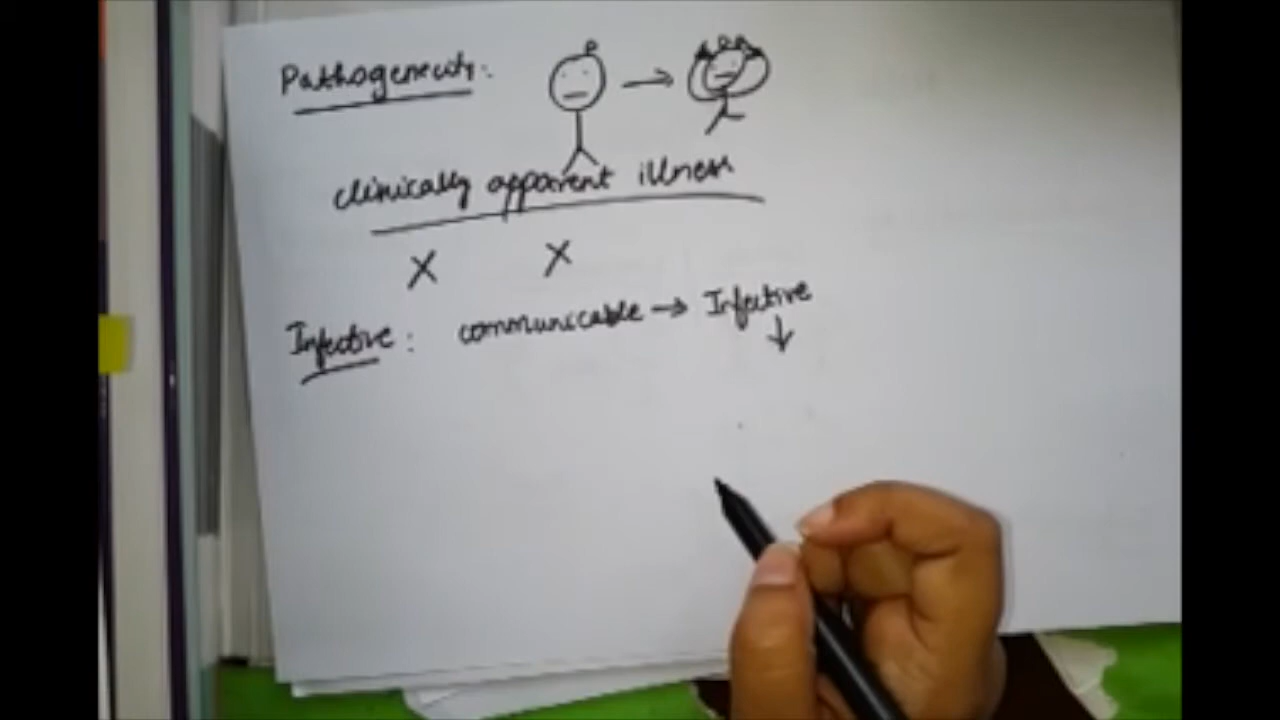 Pathogenecity:
clinically apparent illness
X X
Infective: communicable → Infective
↓